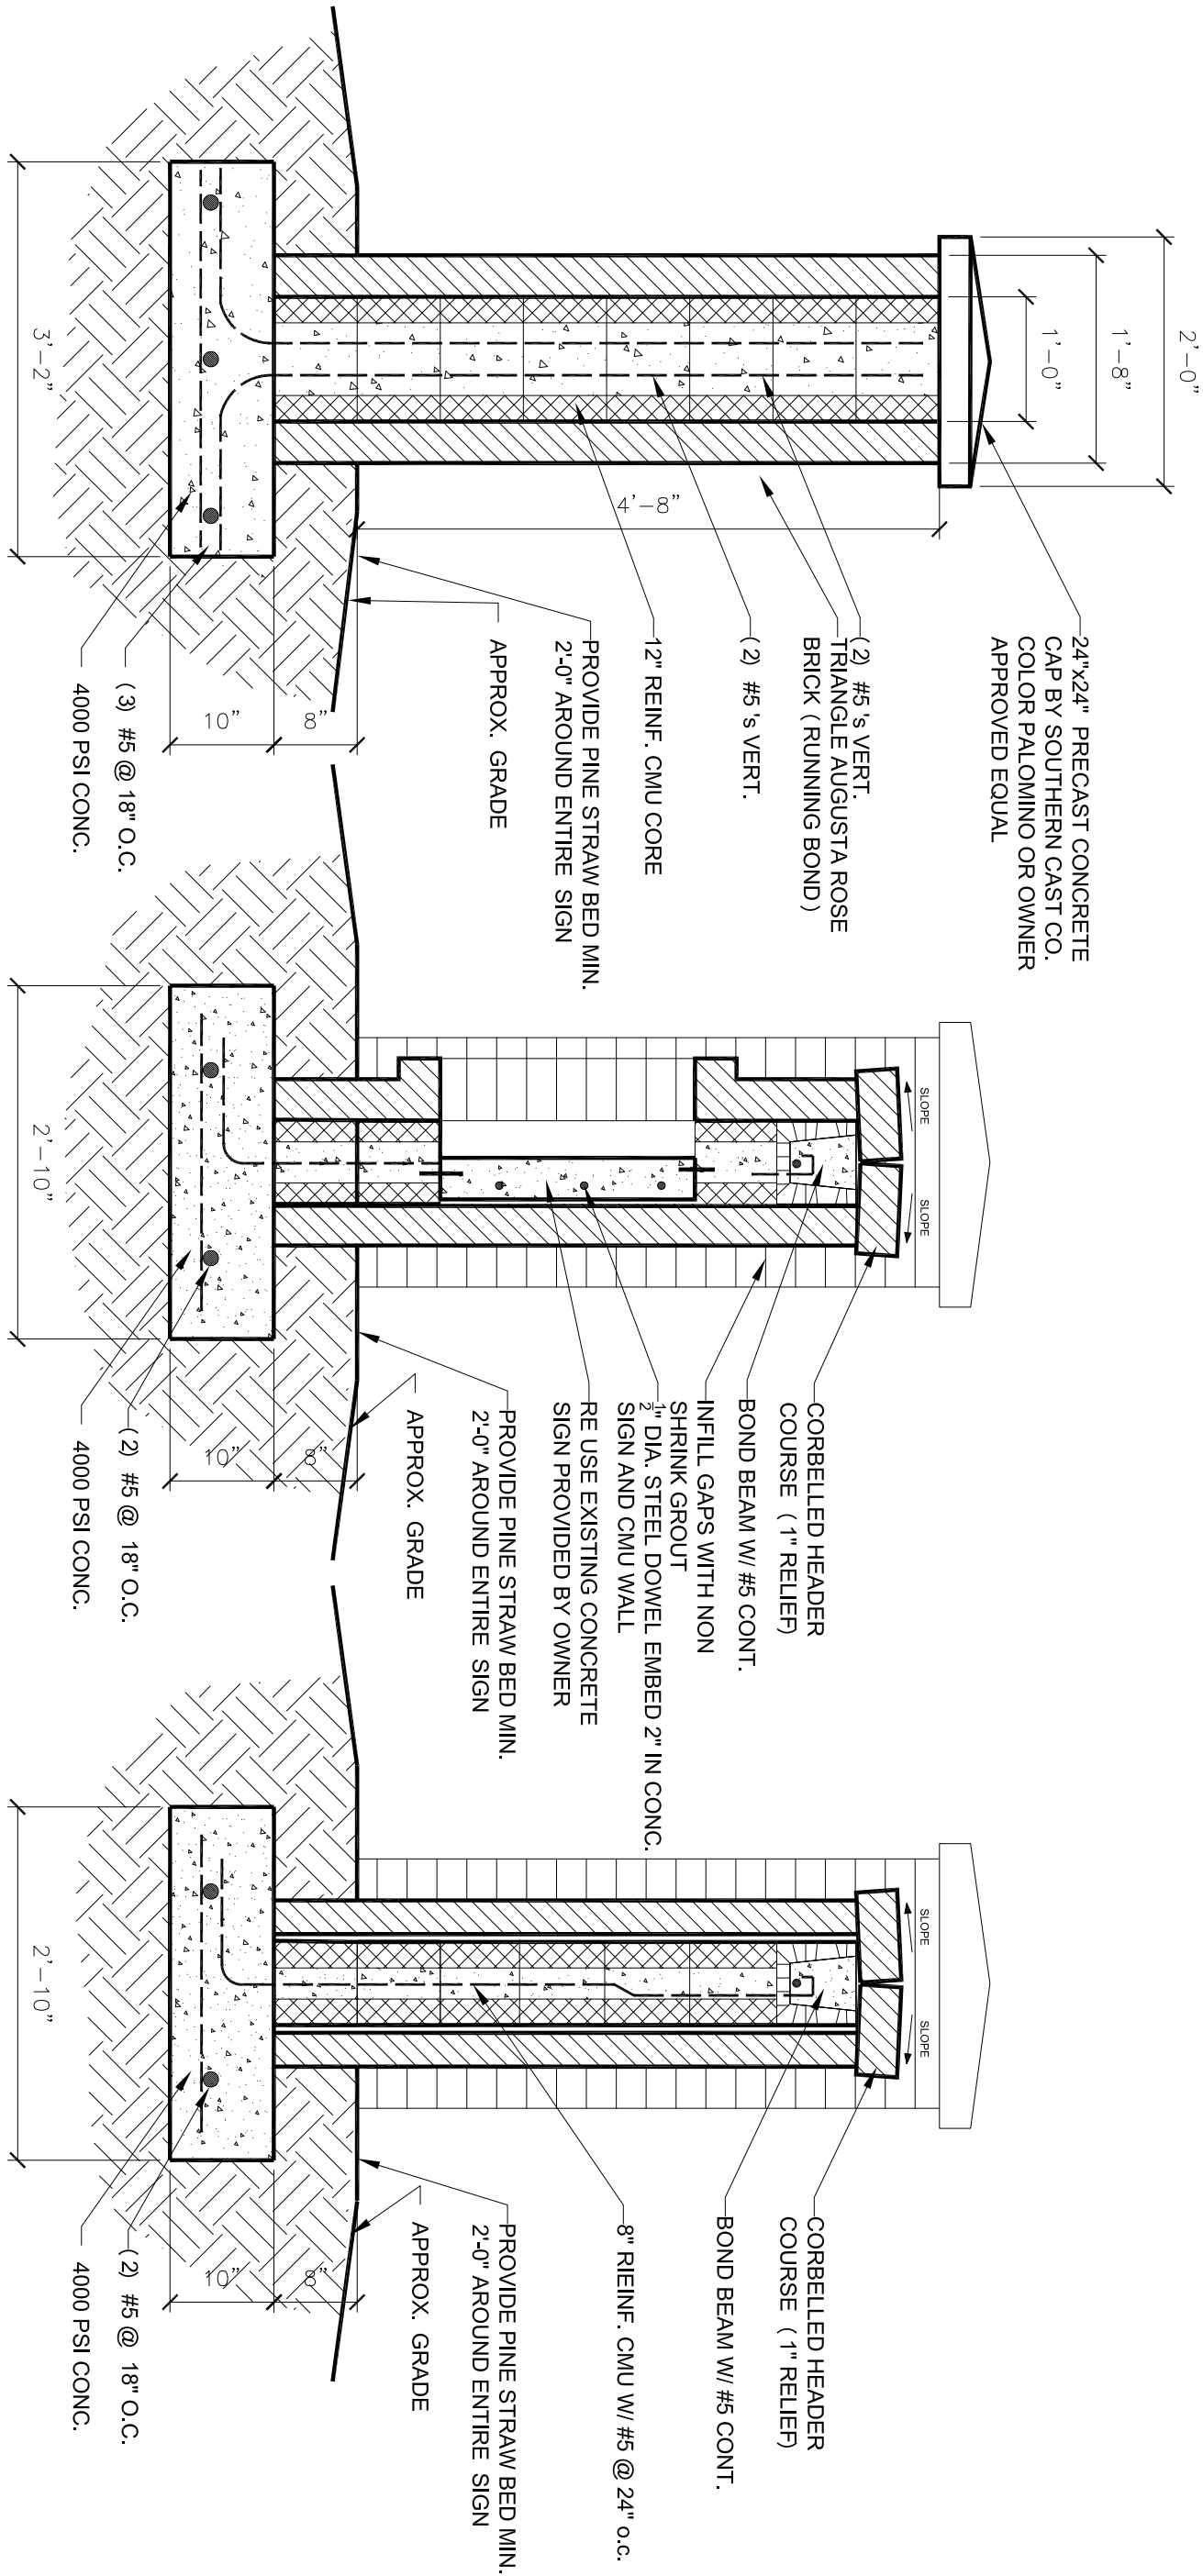 2'-0"
1'-8"
1'-0"
4'-8"
24"x24" PRECAST CONCRETE
CAP BY SOUTHERN CAST CO.
COLOR PALOMINO OR OWNER
APPROVED EQUAL
(2) #5 's VERT.
TRIANGLE AUGUSTA ROSE
BRICK (RUNNING BOND)
(2) #5 's VERT.
12" REINF. CMU CORE
PROVIDE PINE STRAW BED MIN.
2'-0" AROUND ENTIRE SIGN
APPROX. GRADE
8"
10"
(3) #5 @ 18" O.C.
4000 PSI CONC.
3'-2"
SLOPE
SLOPE
CORBELLED HEADER
COURSE (1" RELIEF)
BOND BEAM W/ #5 CONT.
INFILL GAPS WITH NON
SHRINK GROUT
1/2" DIA. STEEL DOWEL EMBED 2" IN CONC.
SIGN AND CMU WALL
RE USE EXISTING CONCRETE
SIGN PROVIDED BY OWNER
PROVIDE PINE STRAW BED MIN.
2'-0" AROUND ENTIRE SIGN
APPROX. GRADE
8"
10"
(2) #5 @ 18" O.C.
4000 PSI CONC.
2'-10"
SLOPE
SLOPE
CORBELLED HEADER
COURSE (1" RELIEF)
BOND BEAM W/ #5 CONT.
8" RIEINF. CMU W/ #5 @ 24" o.c.
PROVIDE PINE STRAW BED MIN.
2'-0" AROUND ENTIRE SIGN
APPROX. GRADE
8"
10"
(2) #5 @ 18" O.C.
4000 PSI CONC.
2'-10"